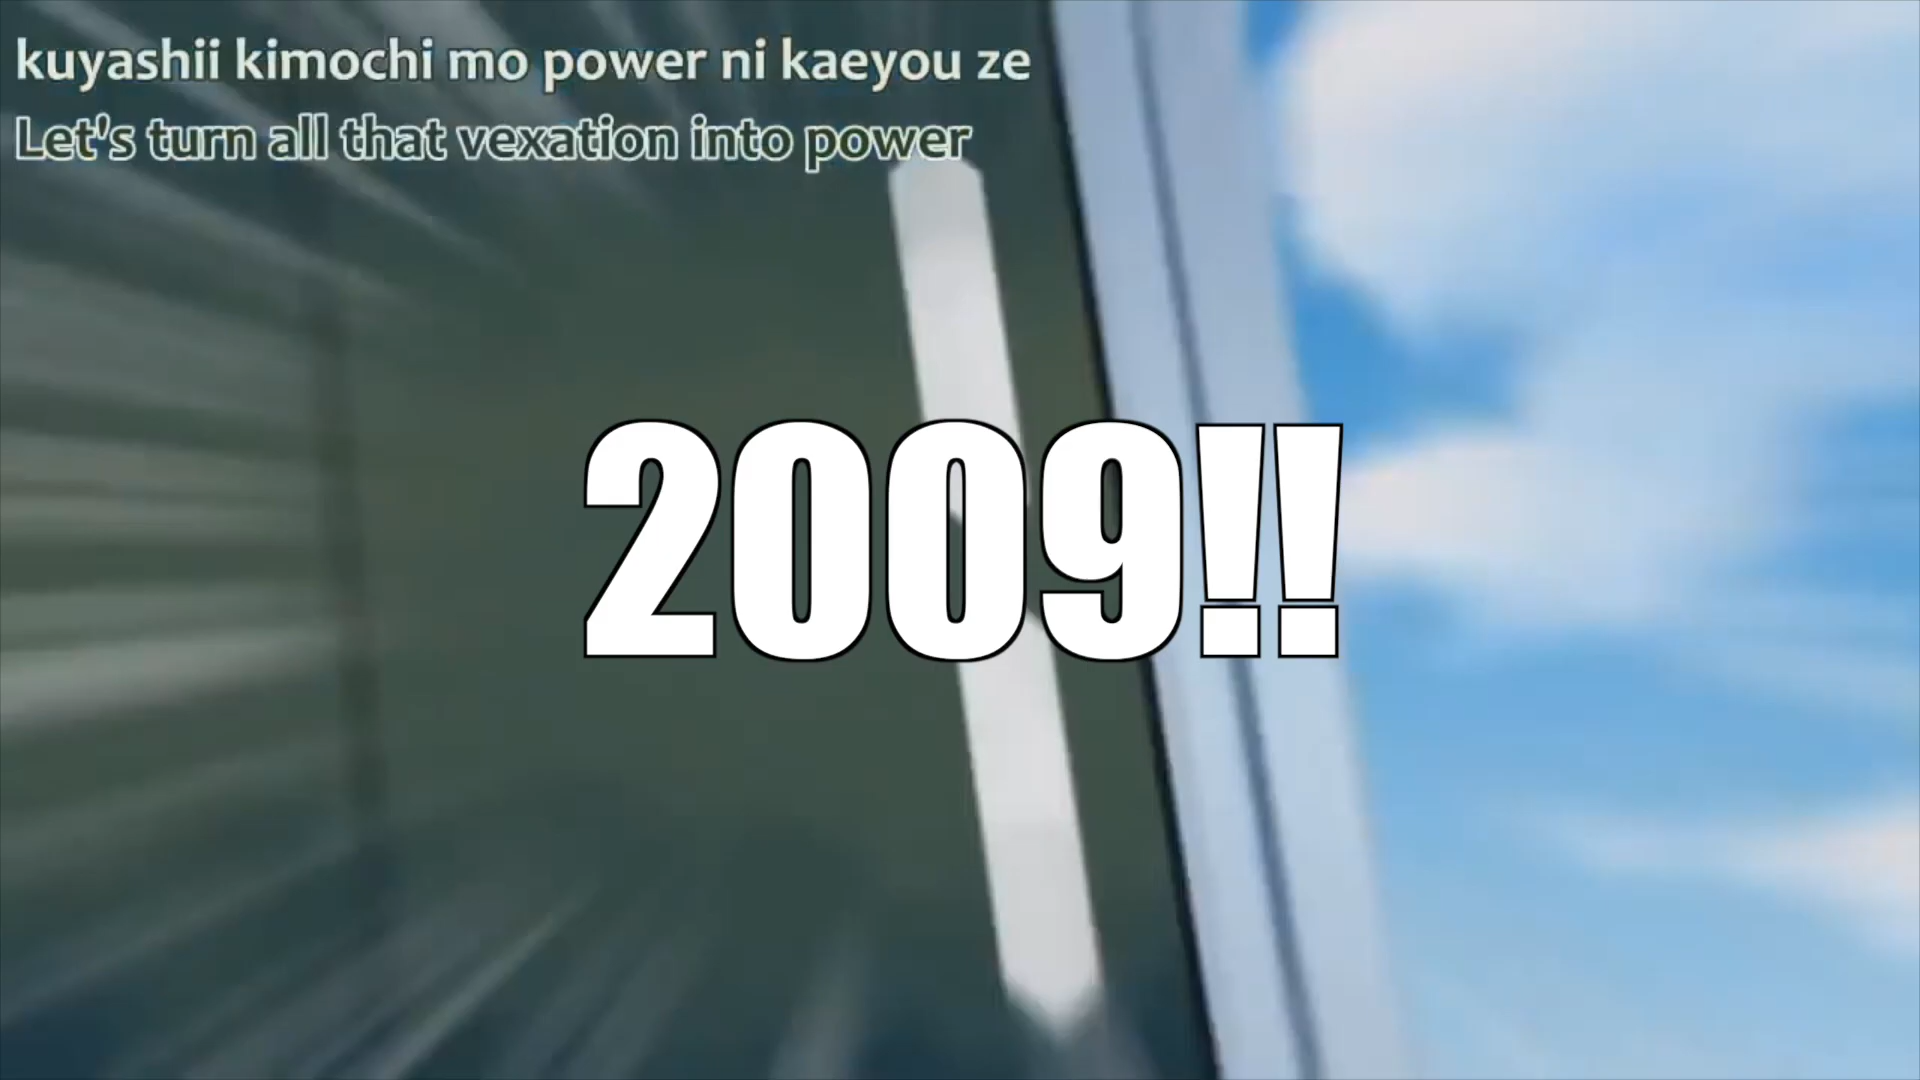 kuyashii kimochi mo power ni kaeyou ze
Let's turn all that vexation into power
2009!!